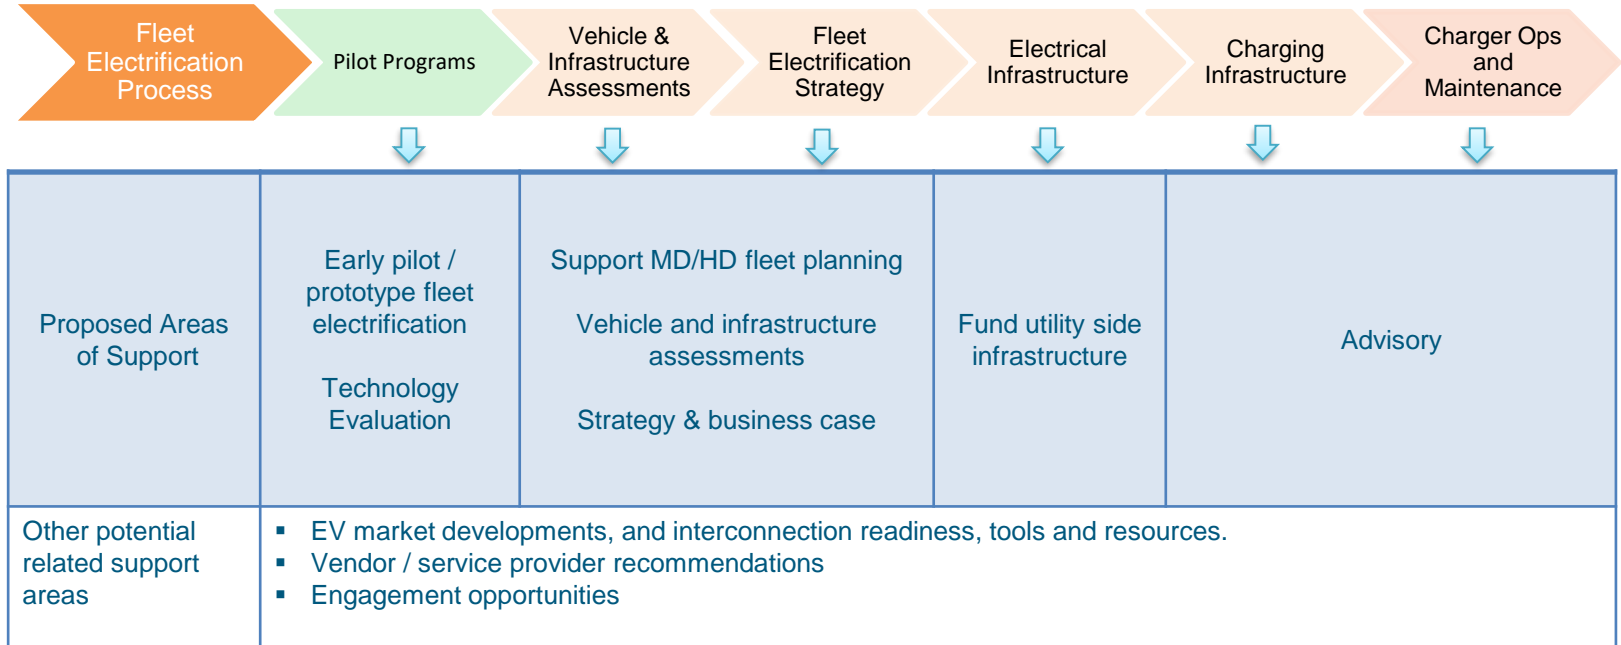 Fleet
Electrification
Process
Pilot Programs
Vehicle &
Infrastructure
Assessments
Fleet
Electrification
Strategy
Electrical
Infrastructure
Charging
Infrastructure
Charger Ops
and
Maintenance
Proposed Areas
of Support
Early pilot /
prototype fleet
electrification
Technology
Evaluation
Support MD/HD fleet planning
Vehicle and infrastructure
assessments
Strategy & business case
Fund utility side
infrastructure
Advisory
Other potential
related support
areas
▪ EV market developments, and interconnection readiness, tools and resources.
▪ Vendor / service provider recommendations
▪ Engagement opportunities